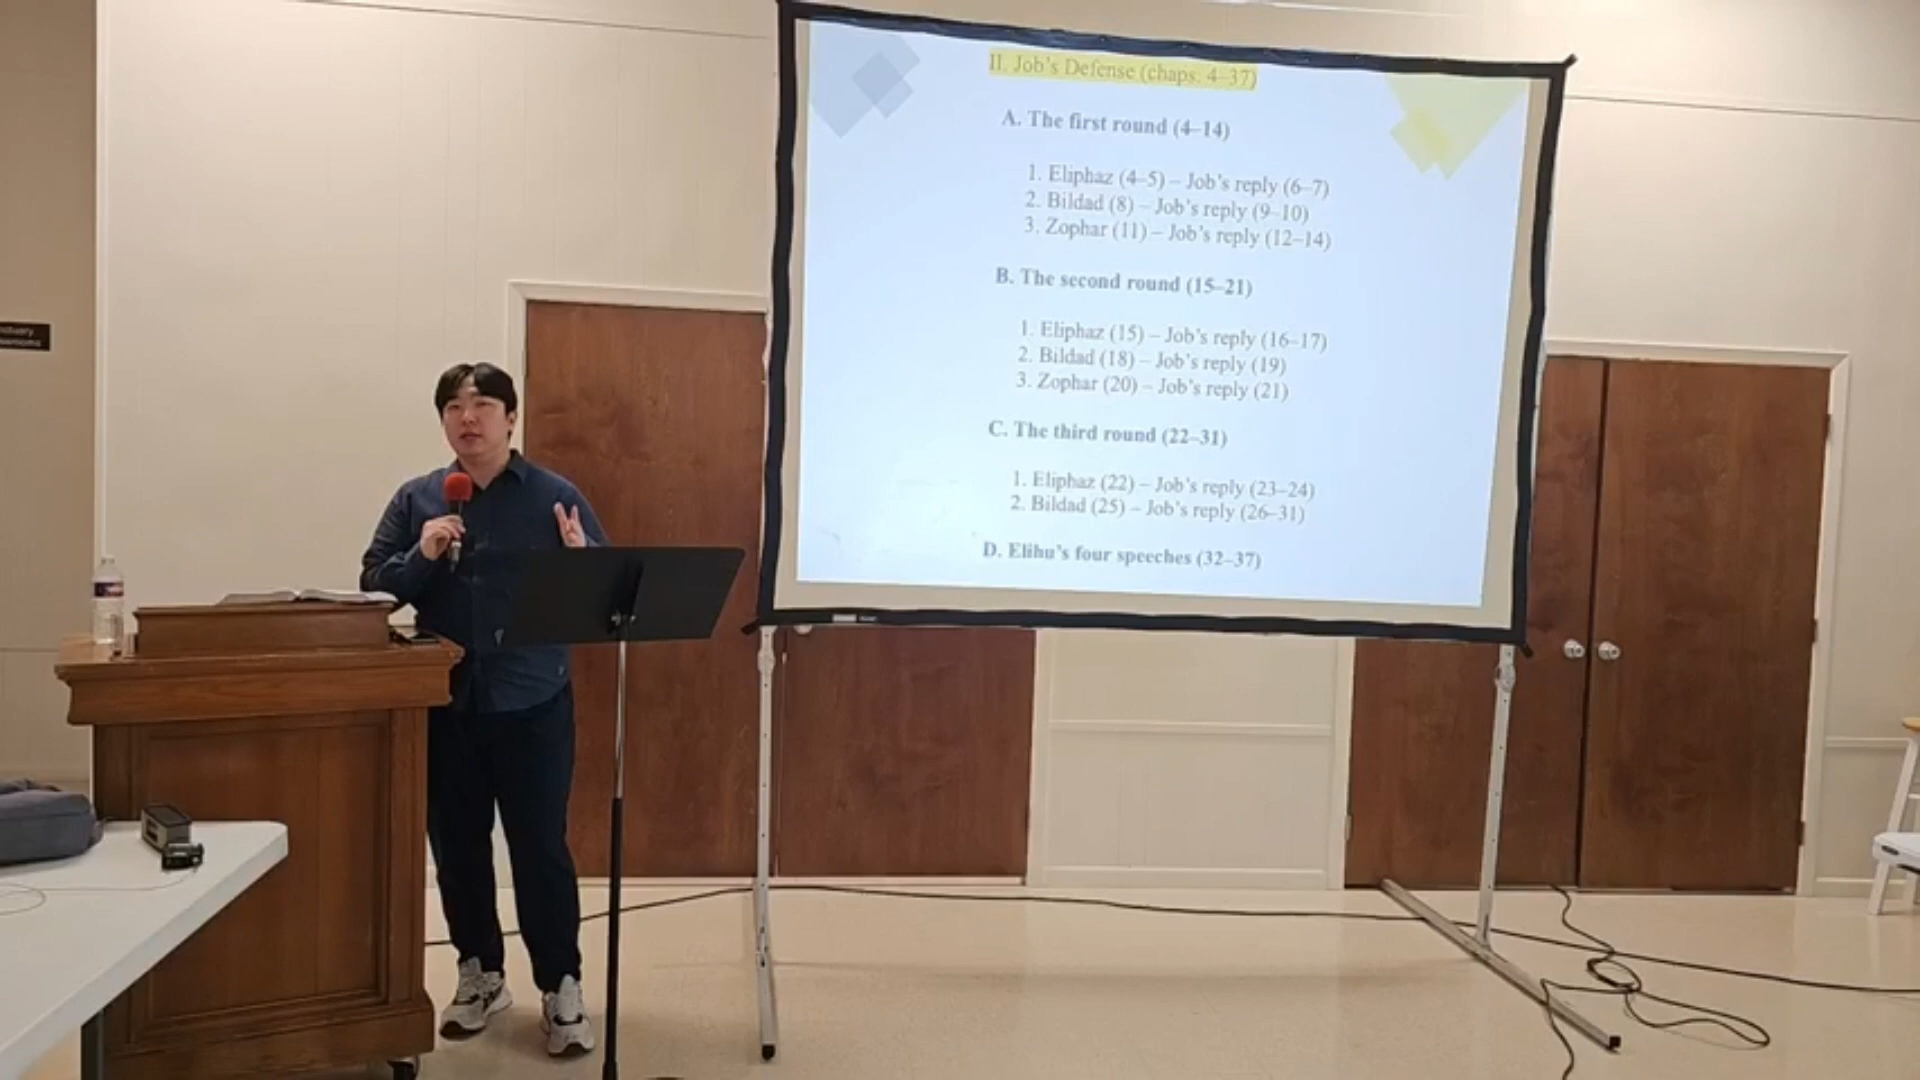 II. Job's Defense (chaps. 4–37)
A. The first round (4–14)
1. Eliphaz (4–5) – Job's reply (6–7)
2. Bildad (8) – Job's reply (9–10)
3. Zophar (11) – Job's reply (12–14)
B. The second round (15–21)
1. Eliphaz (15) – Job's reply (16–17)
2. Bildad (18) – Job's reply (19)
3. Zophar (20) – Job's reply (21)
C. The third round (22–31)
1. Eliphaz (22) – Job's reply (23–24)
2. Bildad (25) – Job's reply (26–31)
D. Elihu's four speeches (32–37)